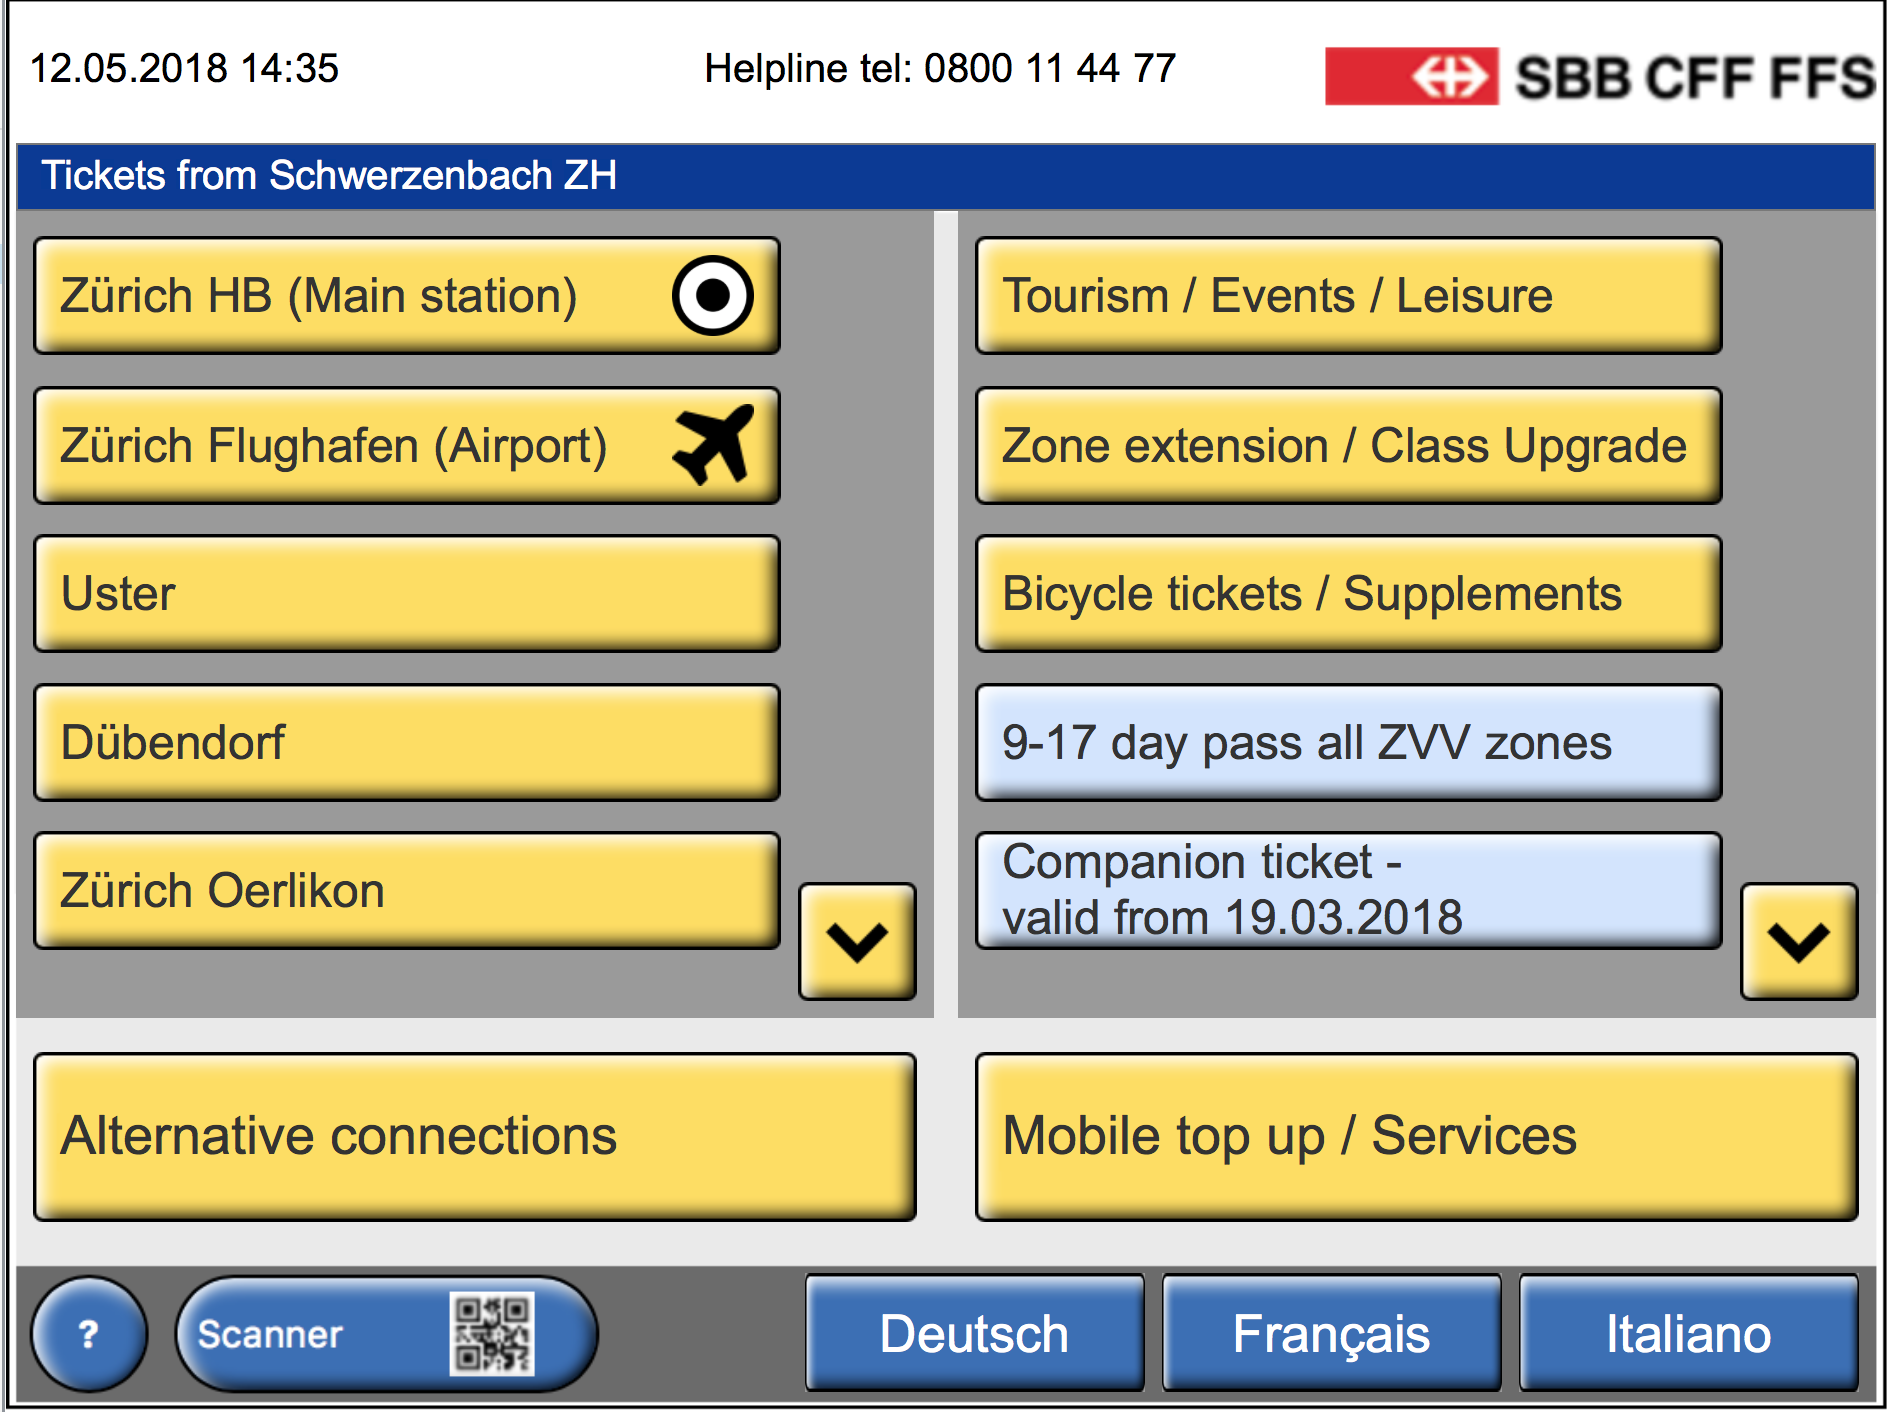 12.05.2018 14:35
Helpline tel: 0800 11 44 77
SBB CFF FFS
Tickets from Schwerzenbach ZH
Zürich HB (Main station)
Zürich Flughafen (Airport)
Uster
Dübendorf
Zürich Oerlikon
Tourism / Events / Leisure
Zone extension / Class Upgrade
Bicycle tickets / Supplements
9-17 day pass all ZVV zones
Companion ticket -
valid from 19.03.2018
Alternative connections
Mobile top up / Services
?
Scanner
Deutsch
Français
Italiano